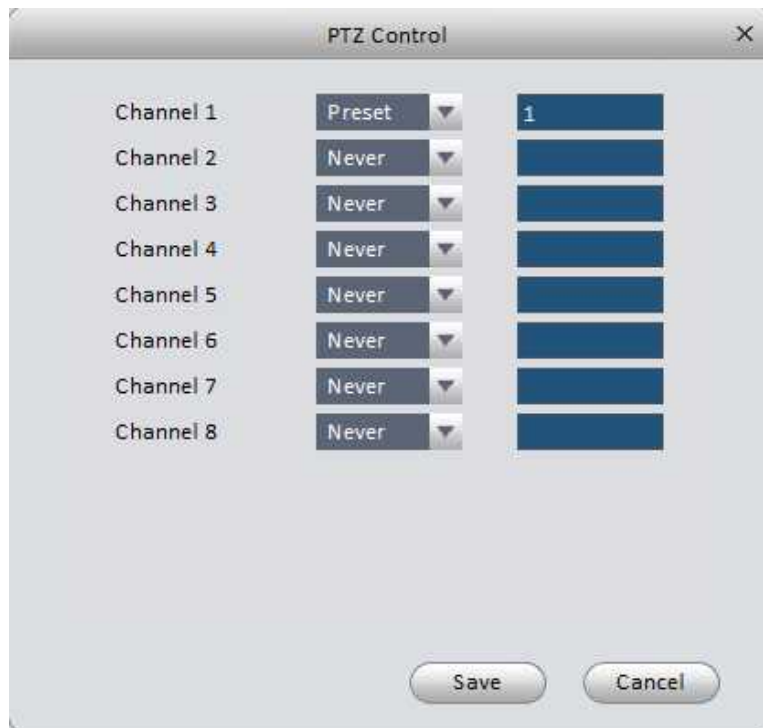 PTZ Control
Channel 1 Preset 1
Channel 2 Never
Channel 3 Never
Channel 4 Never
Channel 5 Never
Channel 6 Never
Channel 7 Never
Channel 8 Never
Save Cancel